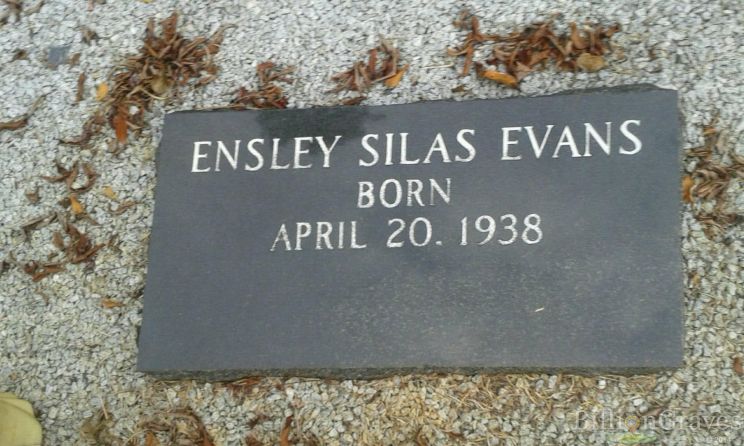 ENSLEY SILAS EVANS
BORN
APRIL 20. 1938
BillionGraves